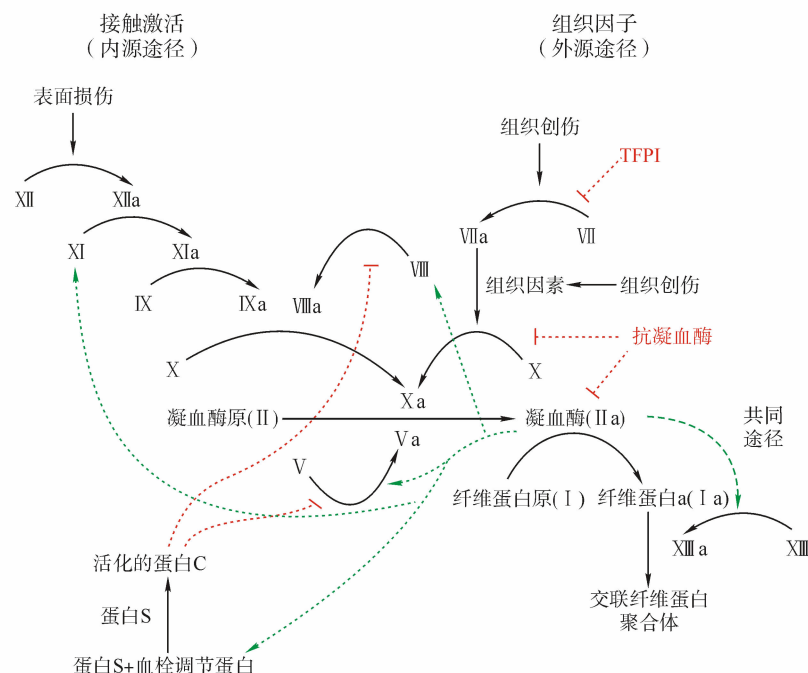 接触激活
(内源途径)
组织因子
(外源途径)
表面损伤
组织创伤
TFPI
Ⅻ
Ⅻa
Ⅶa
Ⅶ
Ⅺ
Ⅺa
Ⅷ
组织因素
组织创伤
Ⅸ
Ⅸa
Ⅷa
抗凝血酶
Ⅹ
Ⅹ
Ⅹa
凝血酶原(Ⅱ)
凝血酶(Ⅱa)
共同
途径
Ⅴa
Ⅴ
纤维蛋白原(Ⅰ)
纤维蛋白a(Ⅰa)
ⅩⅢa
ⅩⅢ
活化的蛋白C
交联纤维蛋白
聚合体
蛋白S
蛋白S+血栓调节蛋白